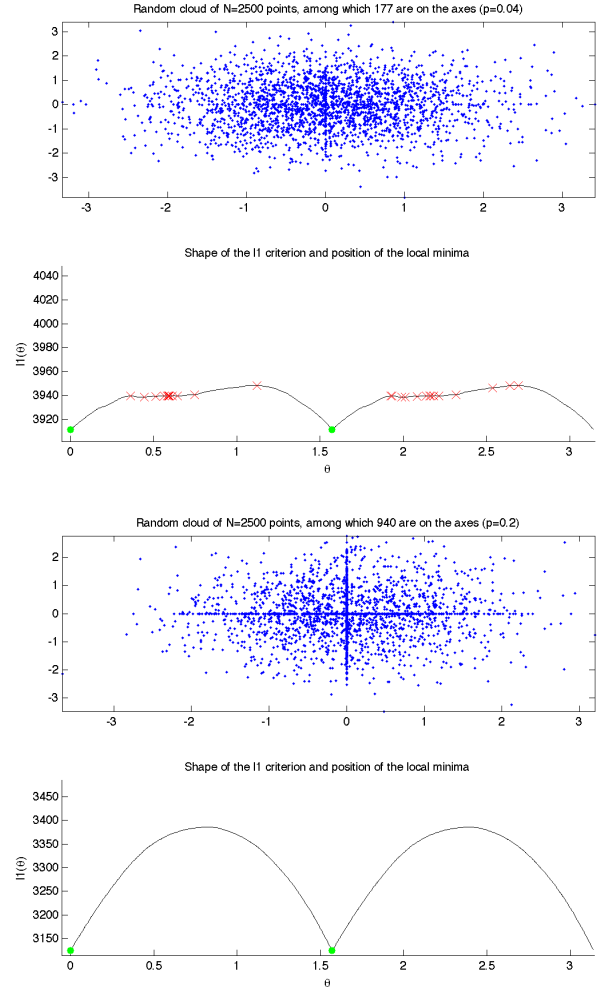 Random cloud of N=2500 points, among which 177 are on the axes (p=0.04)
3
2
1
0
-1
-2
-3
-3 -2 -1 0 1 2 3
Shape of the l1 criterion and position of the local minima
4040
4020
4000
3980
3960
3940
3920
l1(θ)
0 0.5 1 1.5 2 2.5 3
θ
Random cloud of N=2500 points, among which 940 are on the axes (p=0.2)
2
1
0
-1
-2
-3
-3 -2 -1 0 1 2 3
Shape of the l1 criterion and position of the local minima
3450
3400
3350
3300
3250
3200
3150
l1(θ)
0 0.5 1 1.5 2 2.5 3
θ